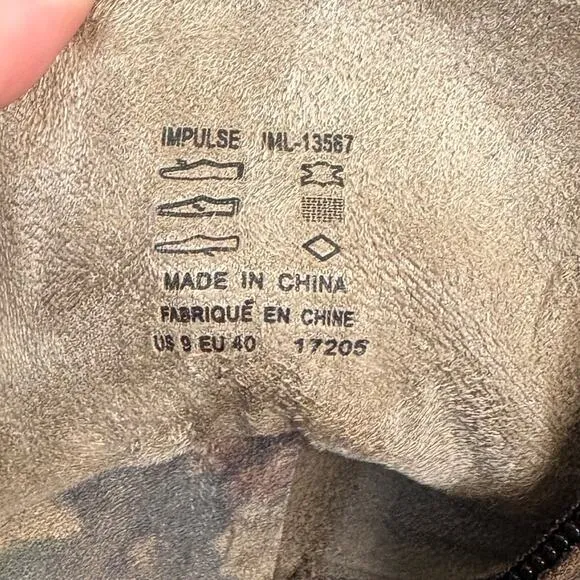 IMPULSE IML-13567
MADE IN CHINA
FABRIQUÉ EN CHINE
US 9 EU 40 17205